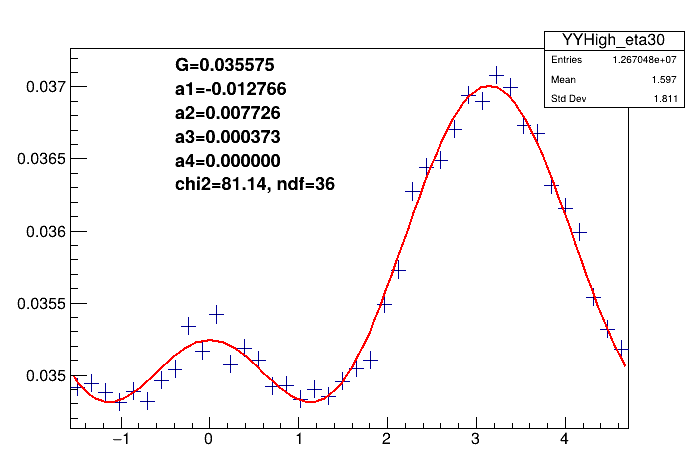 YYHigh_eta30
Entries 1.267048e+07
Mean 1.597
Std Dev 1.811
G=0.035575
a1=-0.012766
a2=0.007726
a3=0.000373
a4=0.000000
chi2=81.14, ndf=36
0.037
0.0365
0.036
0.0355
0.035
−1 0 1 2 3 4